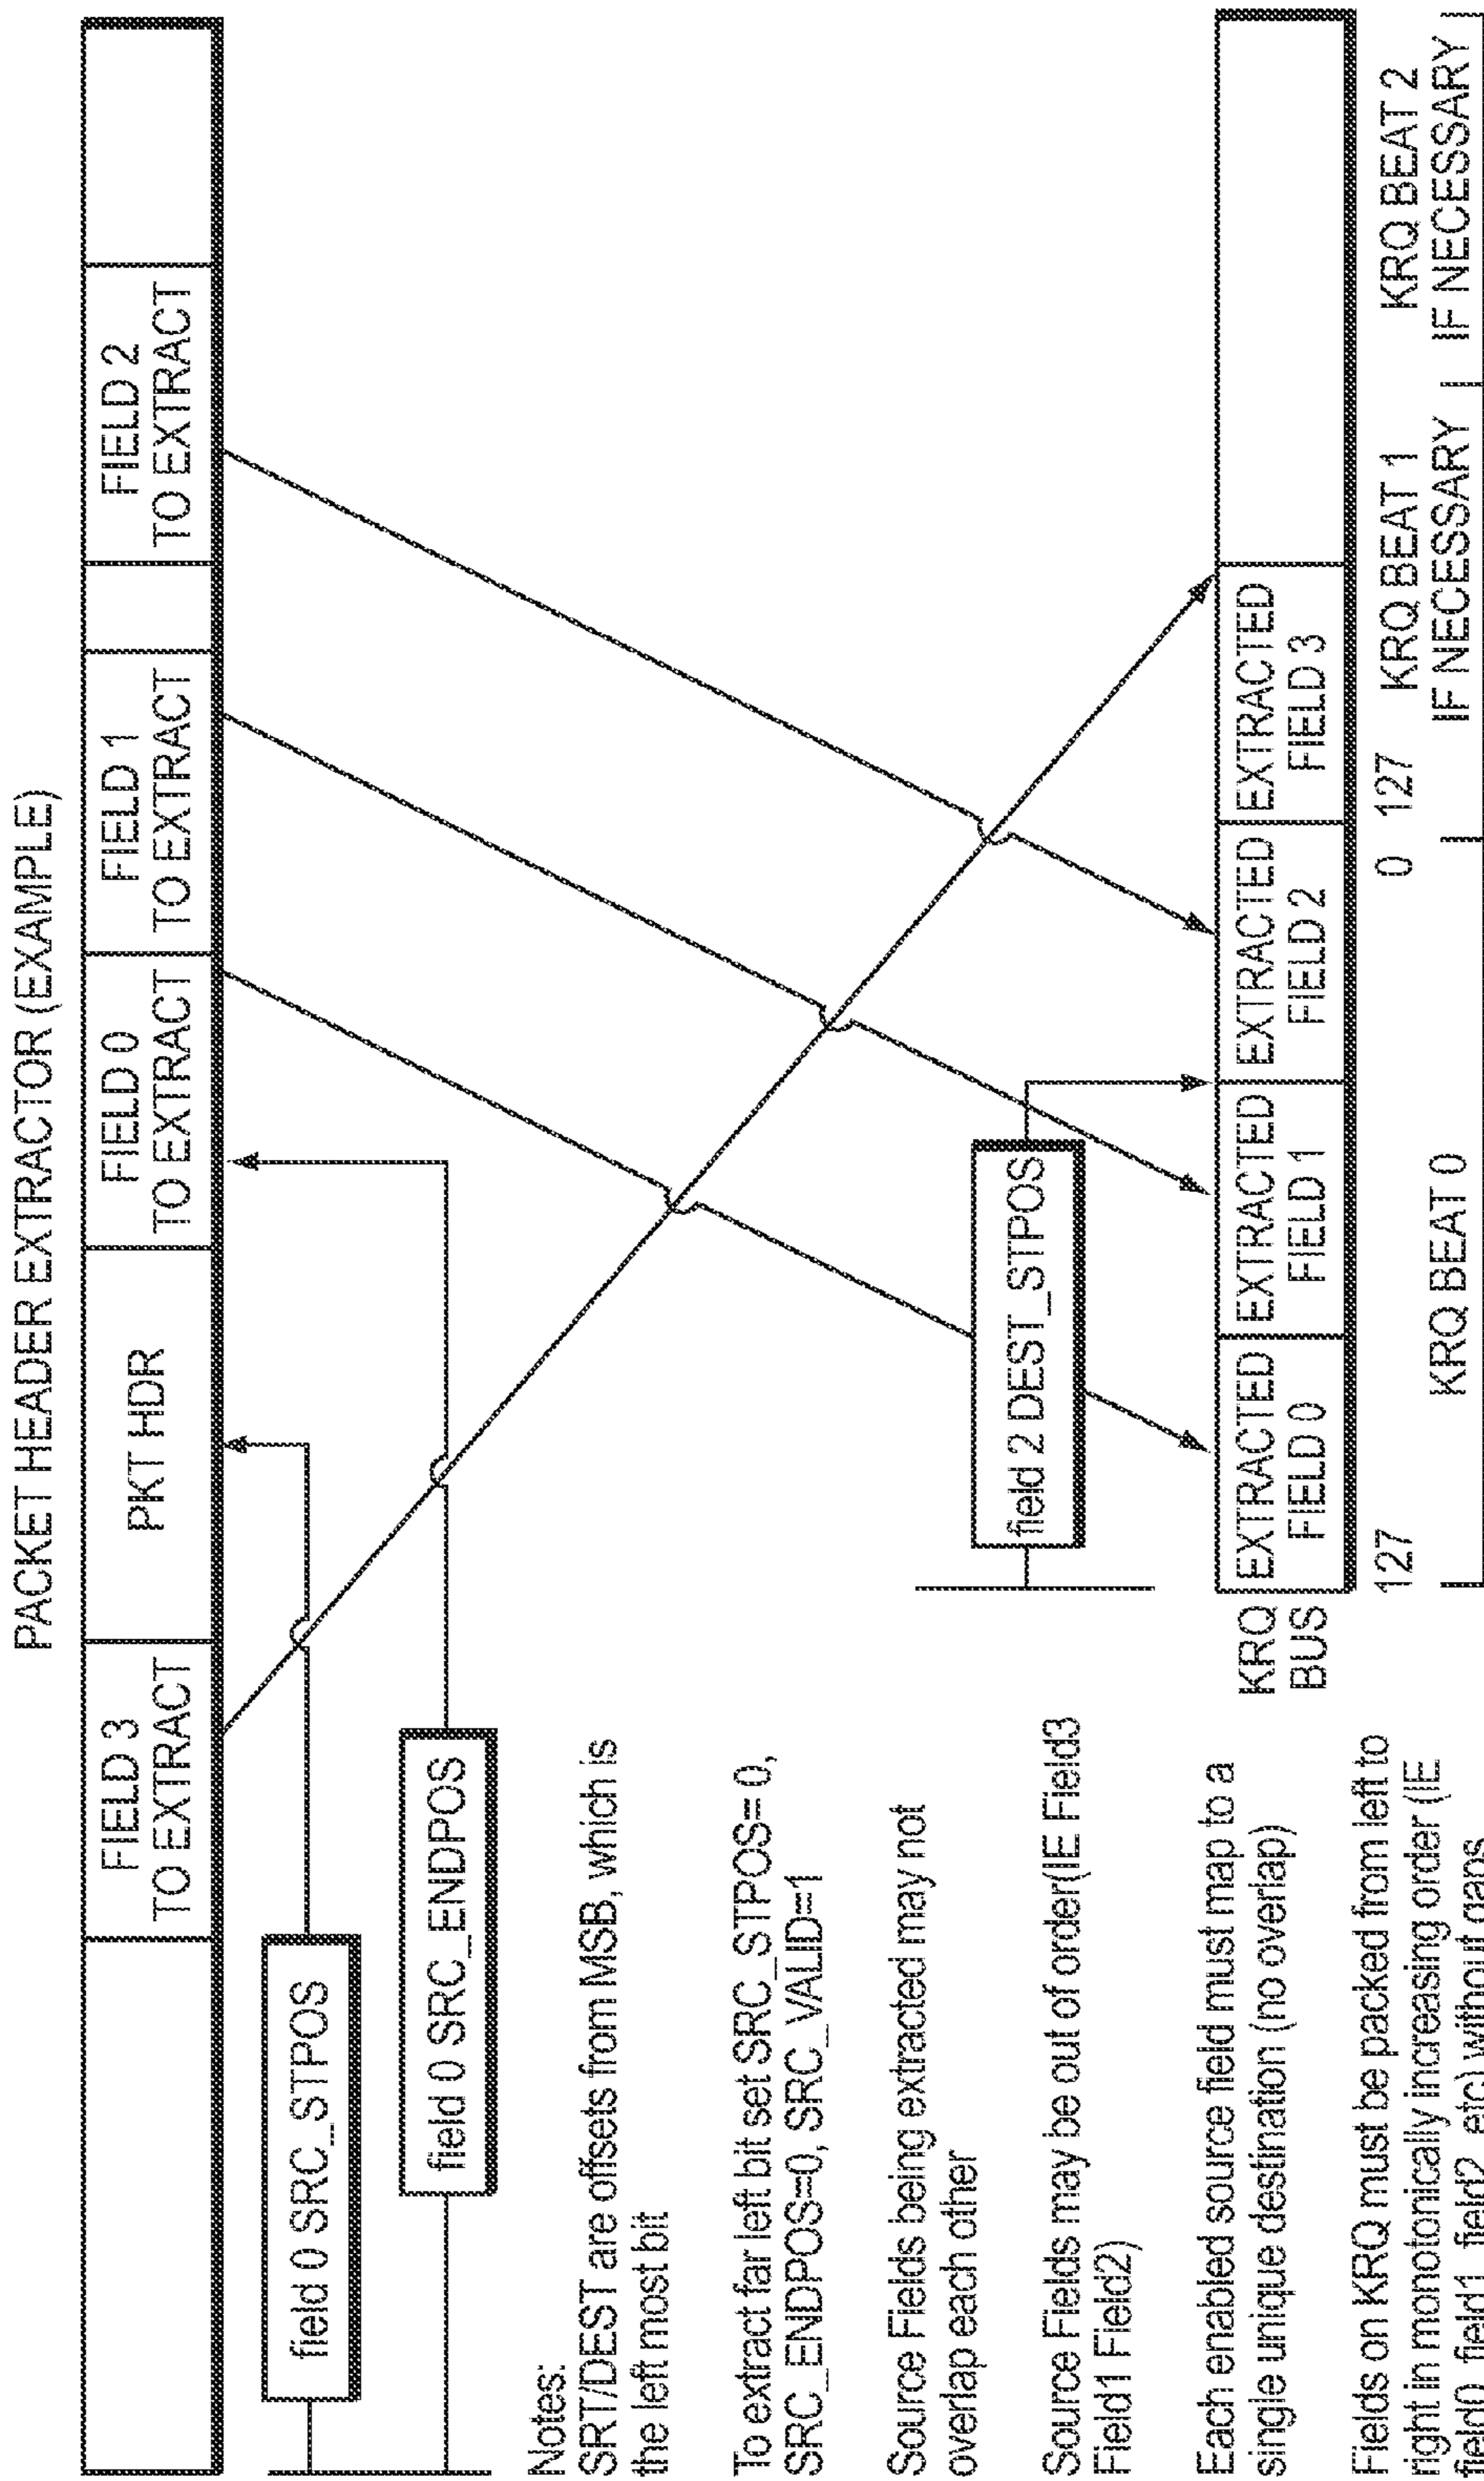 PACKET HEADER EXTRACTOR (EXAMPLE)
FIELD 3
TO EXTRACT
PKT HDR
FIELD 0
TO EXTRACT
FIELD 1
TO EXTRACT
FIELD 2
TO EXTRACT
field 0 SRC_STPOS
field 0 SRC_ENDPOS
Notes:
SRT/DEST are offsets from MSB, which is
the left most bit
To extract far left bit set SRC_STPOS= 0,
SRC_ENDPOS=0, SRC_VALID=1
Source Fields being extracted may not
overlap each other
Source Fields may be out of order(IE Field3
Field1 Field2)
Each enabled source field must map to a
single unique destination (no overlap)
Fields on KRQ must be packed from left to
right in monotonically increasing order (IE
field0, field1, field2, etc) without gaps
field 2 DEST_STPOS
KRQ
BUS
EXTRACTED
FIELD 0
EXTRACTED
FIELD 1
EXTRACTED
FIELD 2
EXTRACTED
FIELD 3
127
0
127
KRQ BEAT 0
KRQ BEAT 1
IF NECESSARY
KRQ BEAT 2
IF NECESSARY